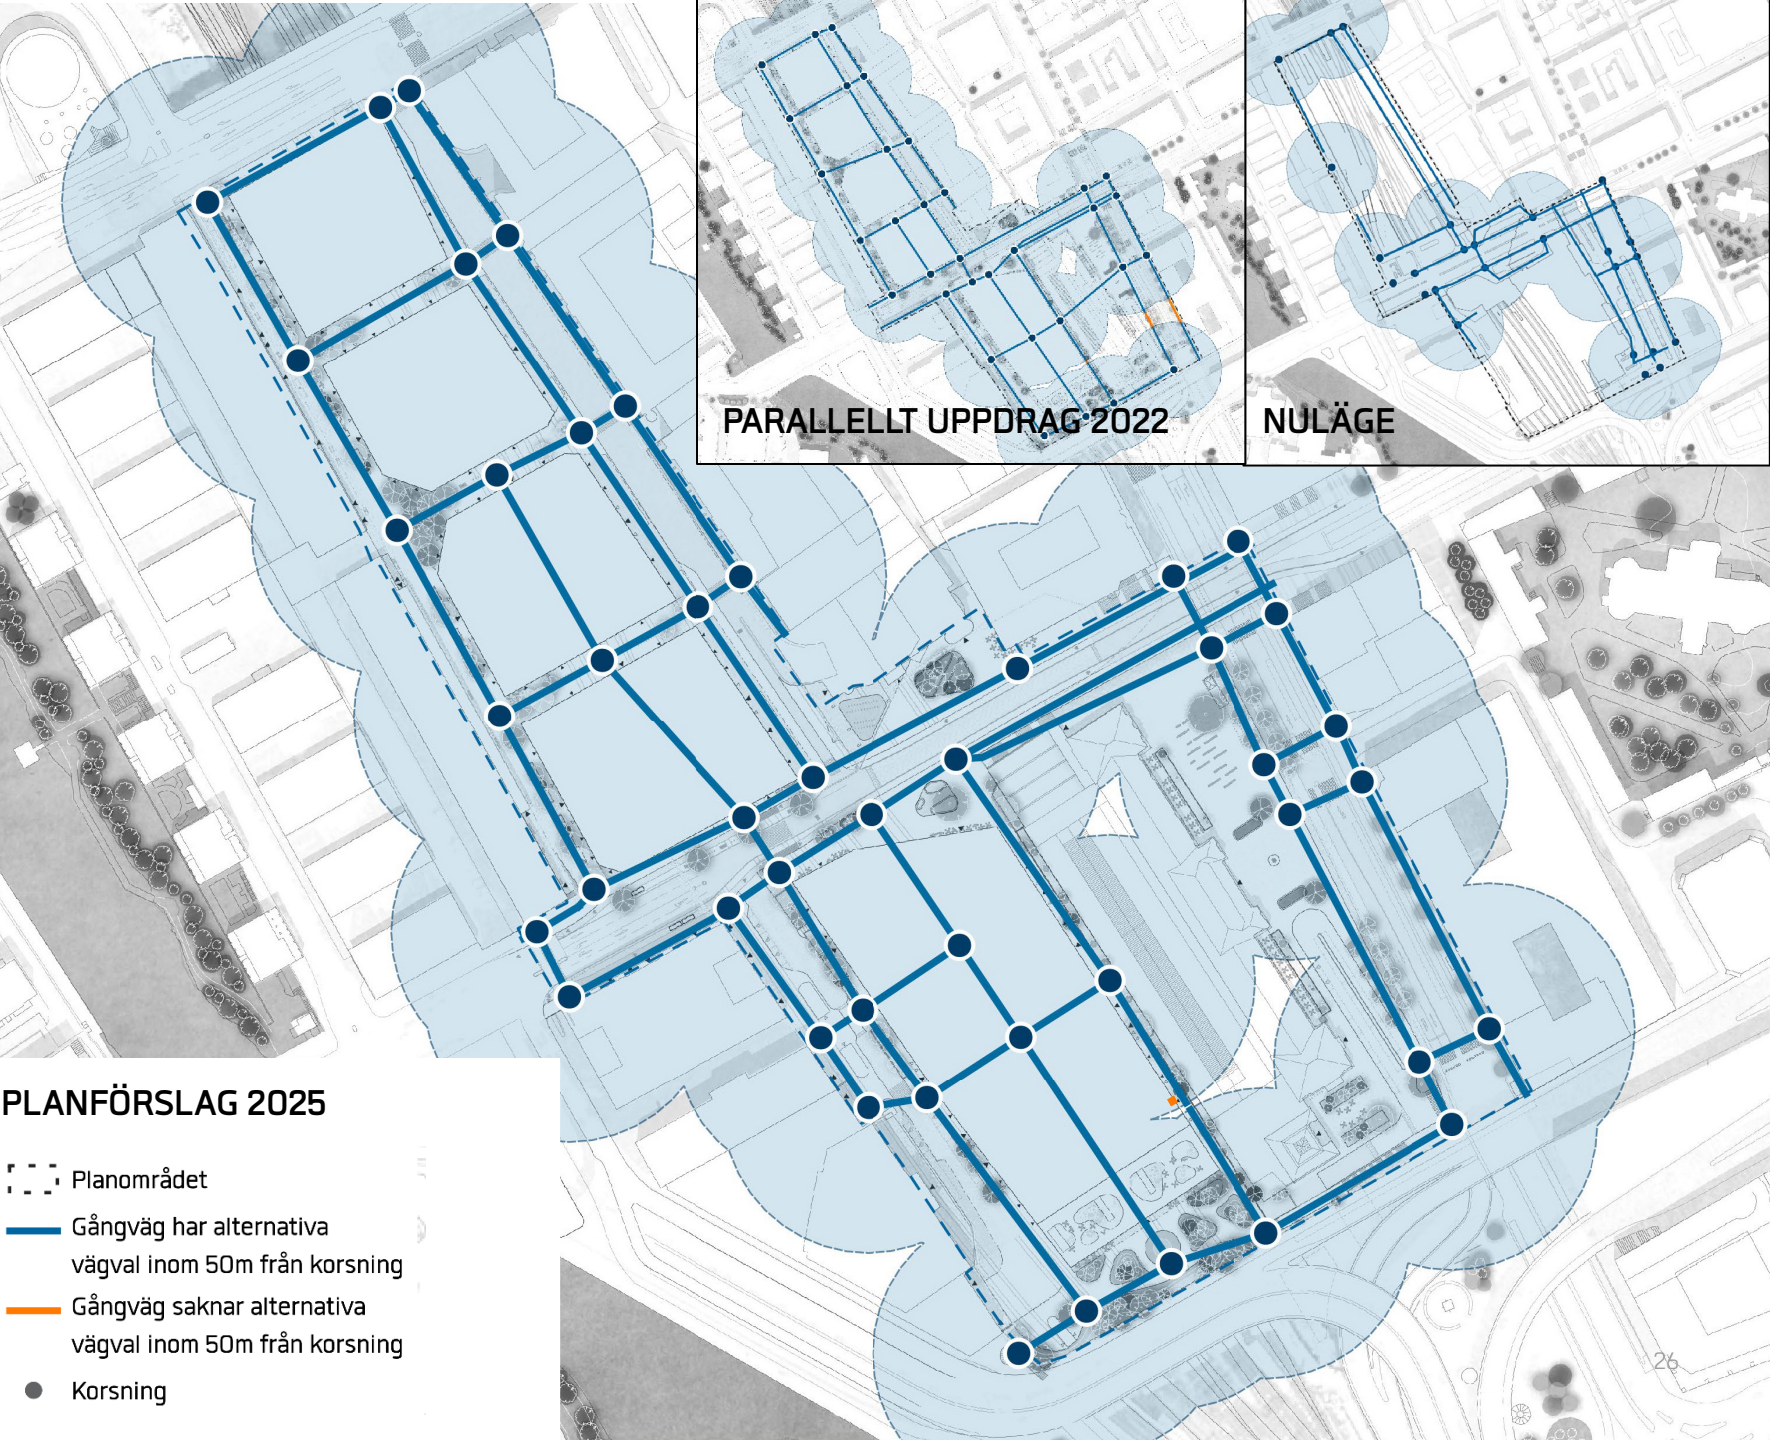 PARALLELLT UPPDRAG 2022
NULÄGE
PLANFÖRSLAG 2025
Planområdet
Gångväg har alternativa
vägval inom 50m från korsning
Gångväg saknar alternativa
vägval inom 50m från korsning
Korsning
26